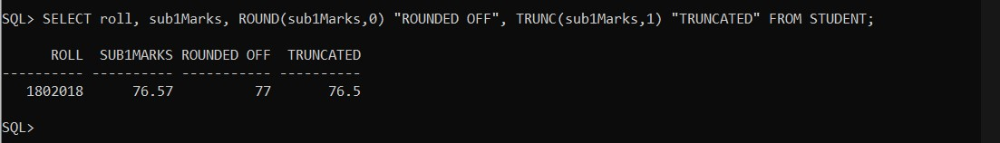 SQL> SELECT roll, sub1Marks, ROUND(sub1Marks,0) "ROUNDED OFF", TRUNC(sub1Marks,1) "TRUNCATED" FROM STUDENT;
      ROLL  SUB1MARKS ROUNDED OFF  TRUNCATED
---------- ---------- ----------- ----------
   1802018      76.57          77       76.5
SQL>